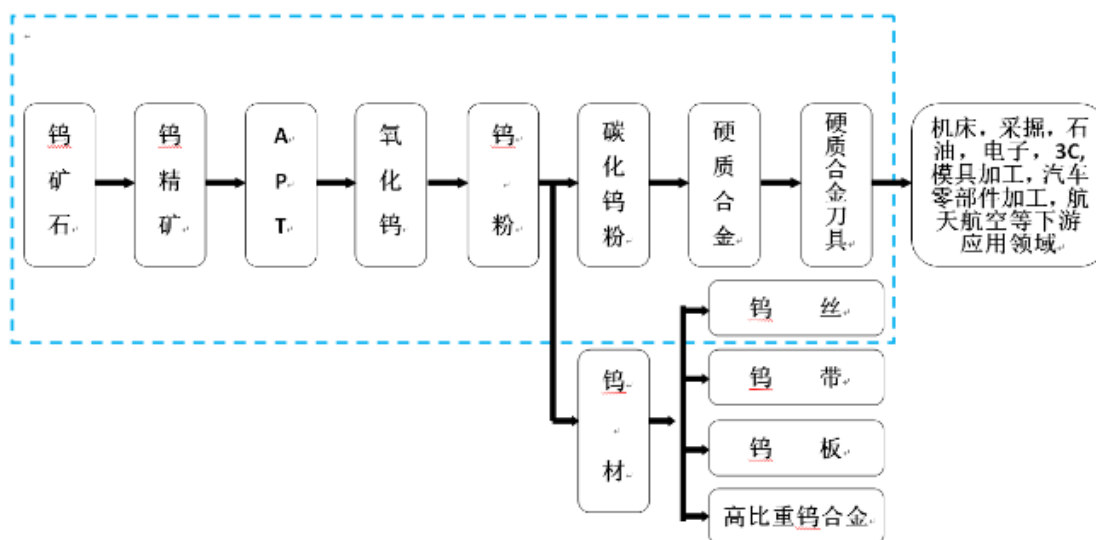 钨矿石
钨精矿
APT
氧化钨
钨粉
碳化钨粉
硬质合金
硬质合金刀具
机床，采掘，石
油，电子，3C,
模具加工，汽车
零部件加工，航
天航空等下游
应用领域
钨 丝
钨材
钨 带
钨 板
高比重钨合金